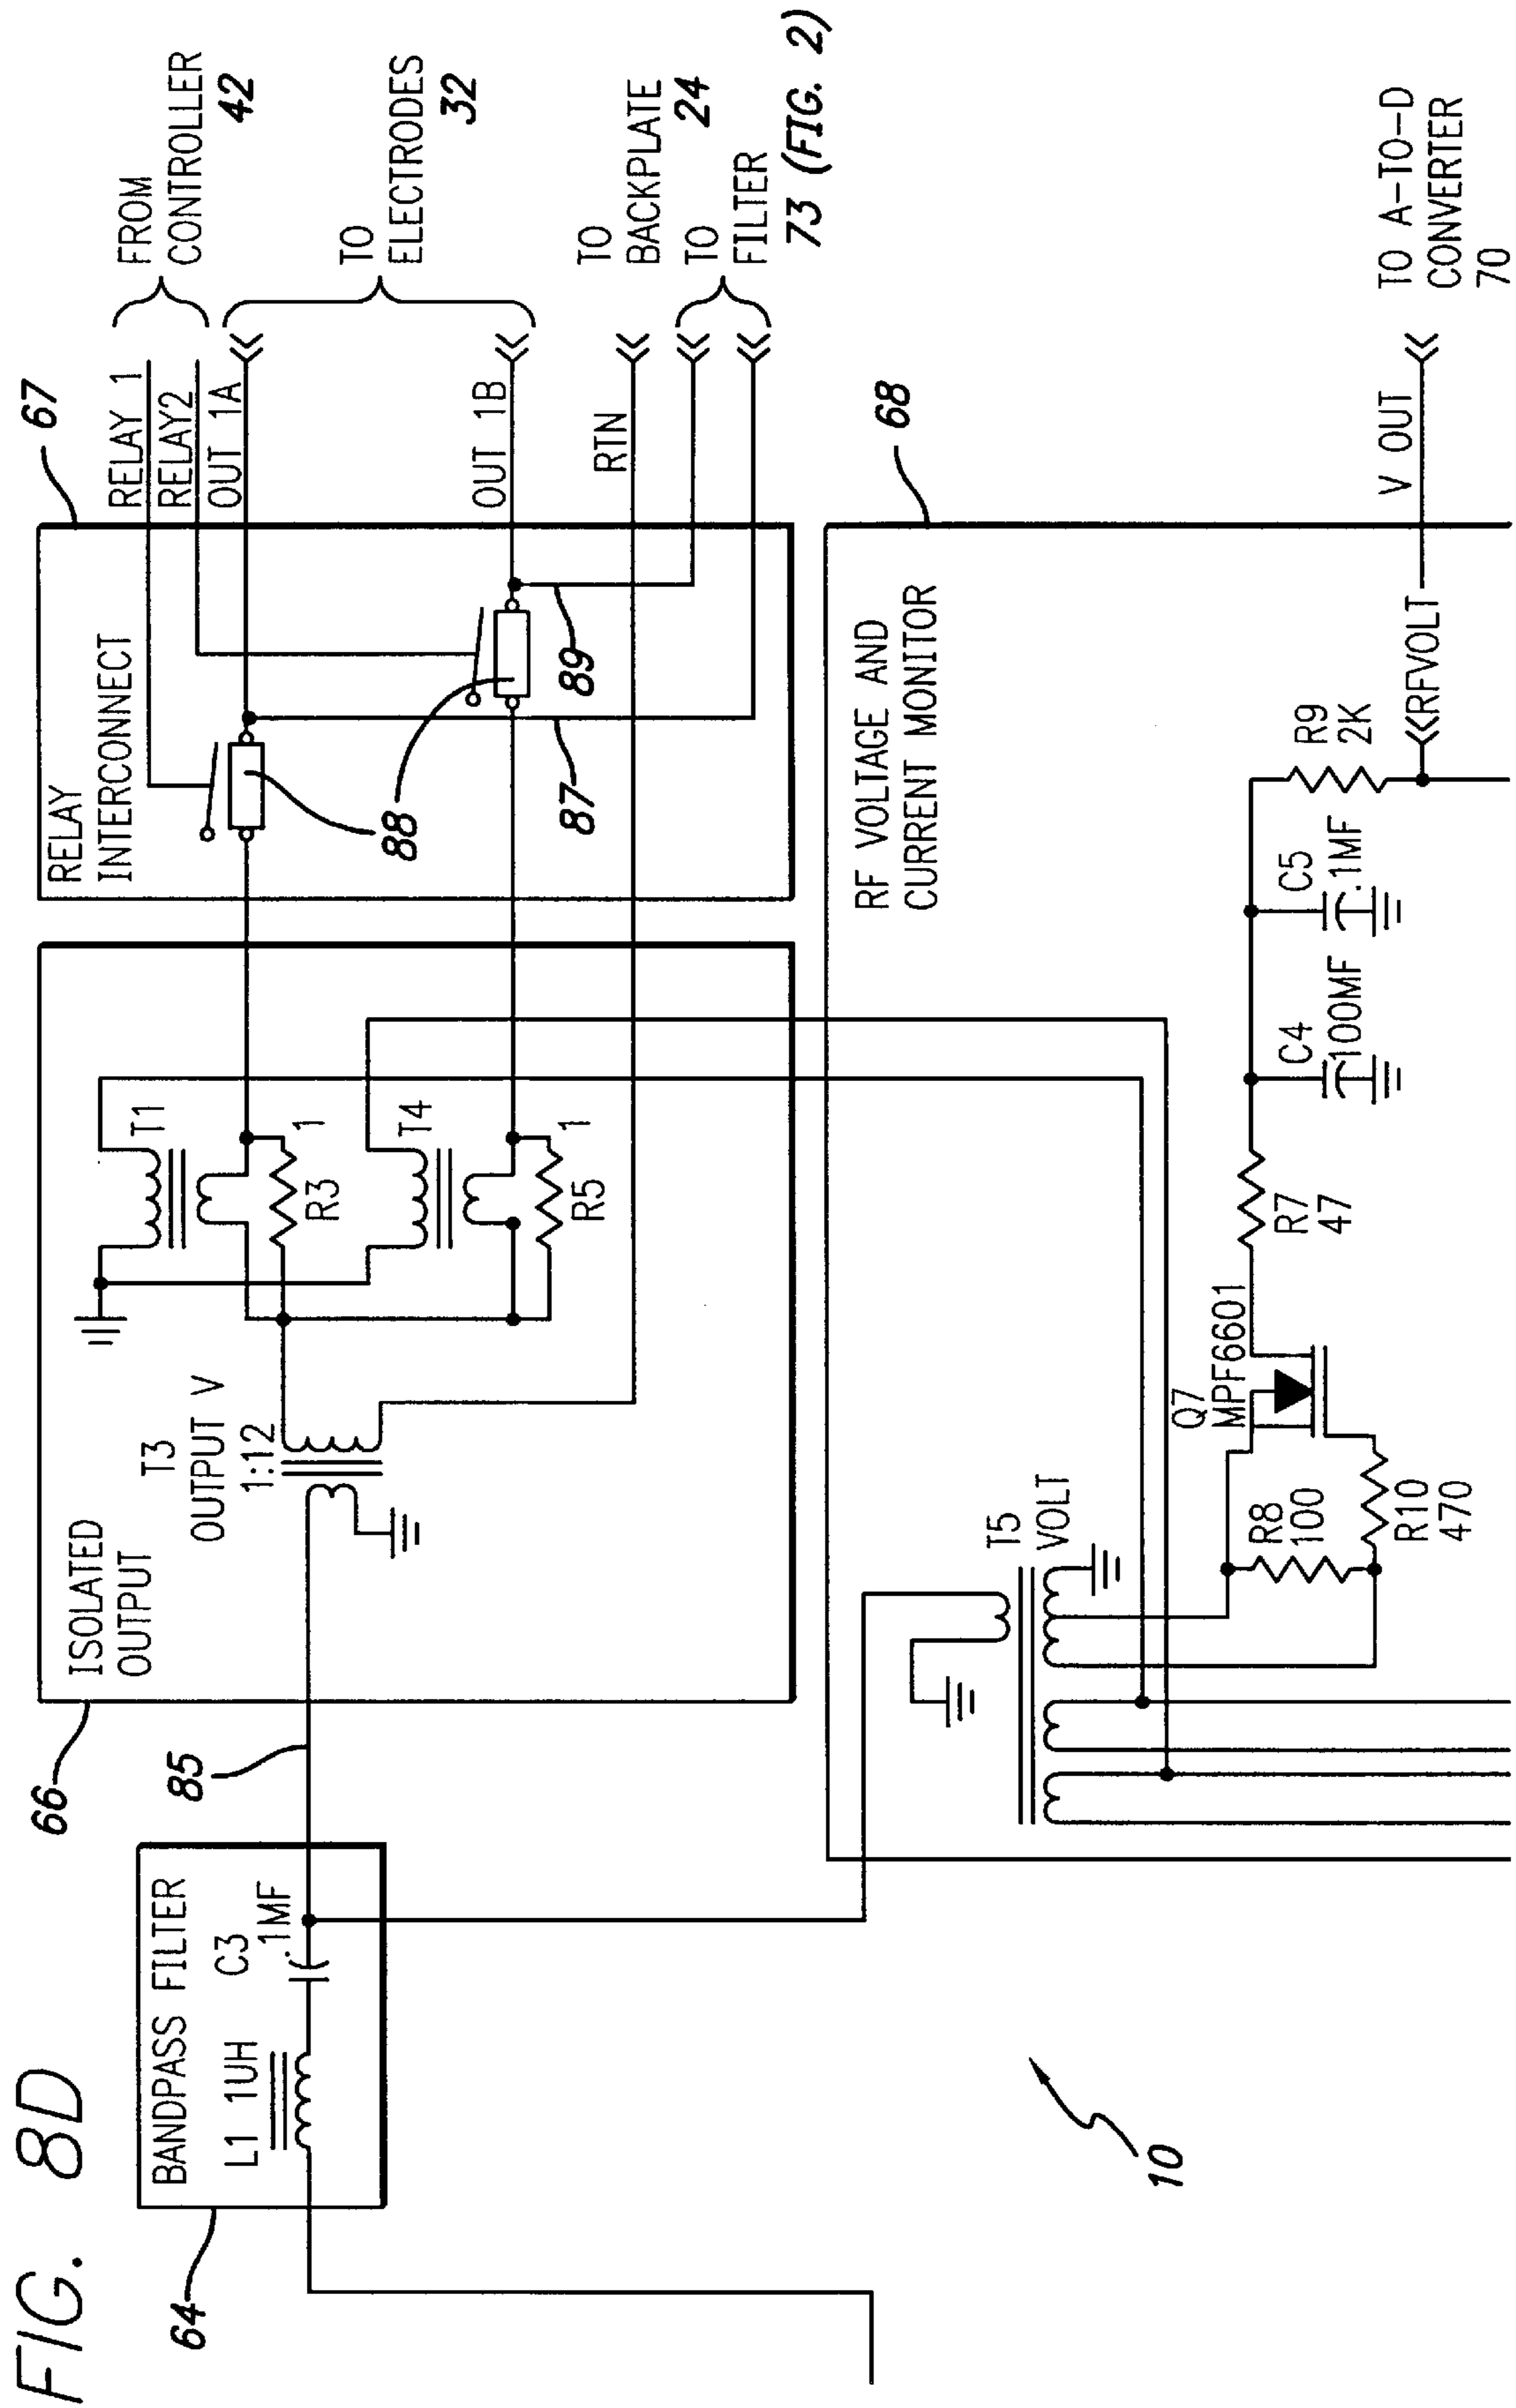 FIG. 8D
64
BANDPASS FILTER
L1 1UH
C3
.1MF
85
66
ISOLATED
OUTPUT
T3
OUTPUT V
1:12
T1
R3
1
T4
R5
1
67
RELAY
INTERCONNECT
88
87
89
RELAY 1
RELAY2
OUT 1A
OUT 1B
RTN
FROM
CONTROLLER
42
TO
ELECTRODES
32
TO
BACKPLATE
24
TO
FILTER
73 (FIG. 2)
68
RF VOLTAGE AND
CURRENT MONITOR
T5
VOLT
R8
100
R10
470
Q7
MPF6601
R7
47
C4
100MF
C5
.1MF
R9
2K
RFVOLT
V OUT
TO A-TO-D
CONVERTER
70
10